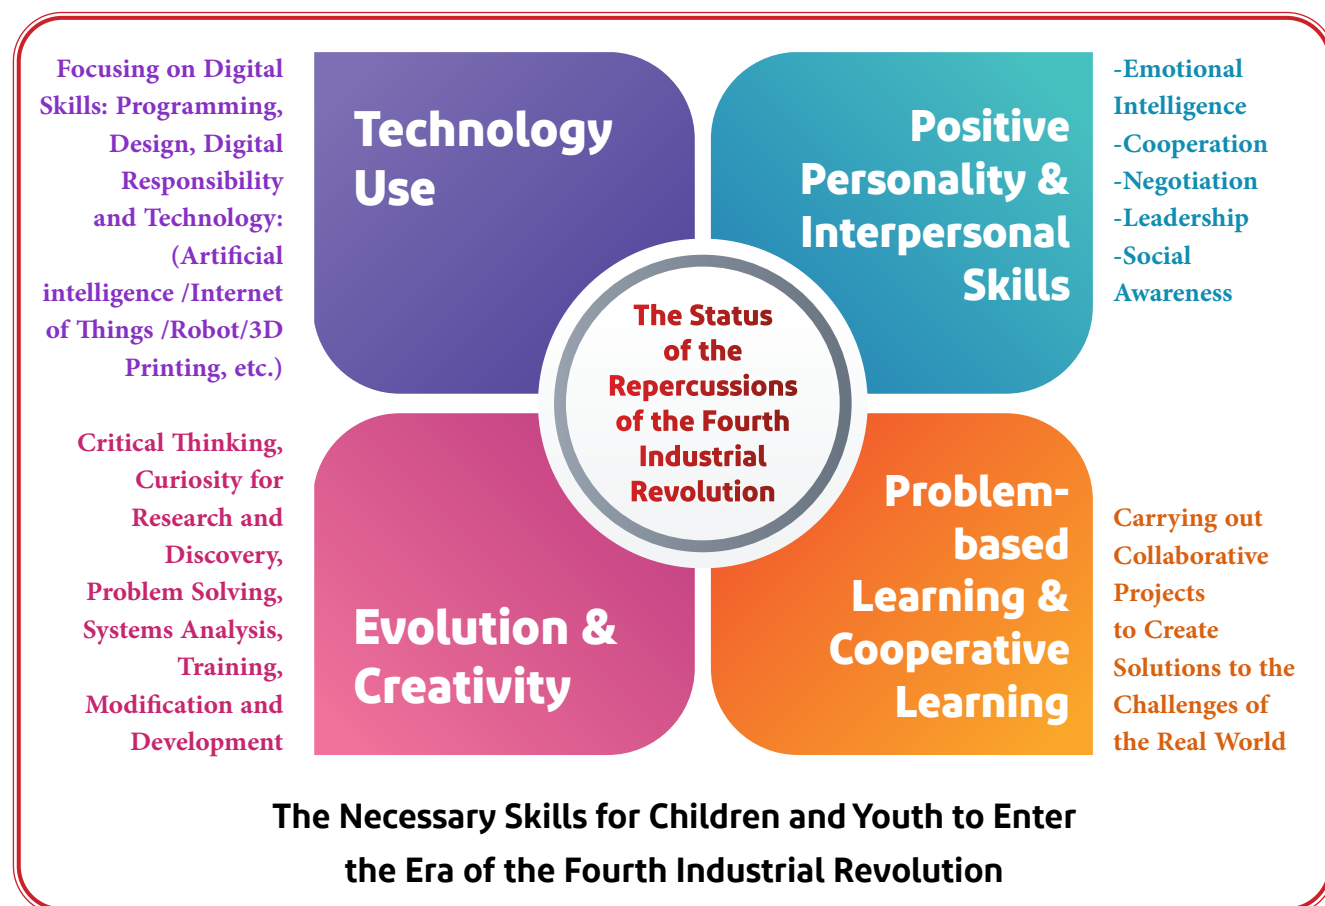 Focusing on Digital
Skills: Programming,
Design, Digital
Responsibility
and Technology:
(Artificial
intelligence /Internet
of Things /Robot/3D
Printing, etc.)
Technology
Use
Positive
Personality &
Interpersonal
Skills
-Emotional
Intelligence
-Cooperation
-Negotiation
-Leadership
-Social
Awareness
The Status
of the
Repercussions
of the Fourth
Industrial
Revolution
Critical Thinking,
Curiosity for
Research and
Discovery,
Problem Solving,
Systems Analysis,
Training,
Modification and
Development
Evolution &
Creativity
Problem-
based
Learning &
Cooperative
Learning
Carrying out
Collaborative
Projects
to Create
Solutions to the
Challenges of
the Real World
The Necessary Skills for Children and Youth to Enter
the Era of the Fourth Industrial Revolution